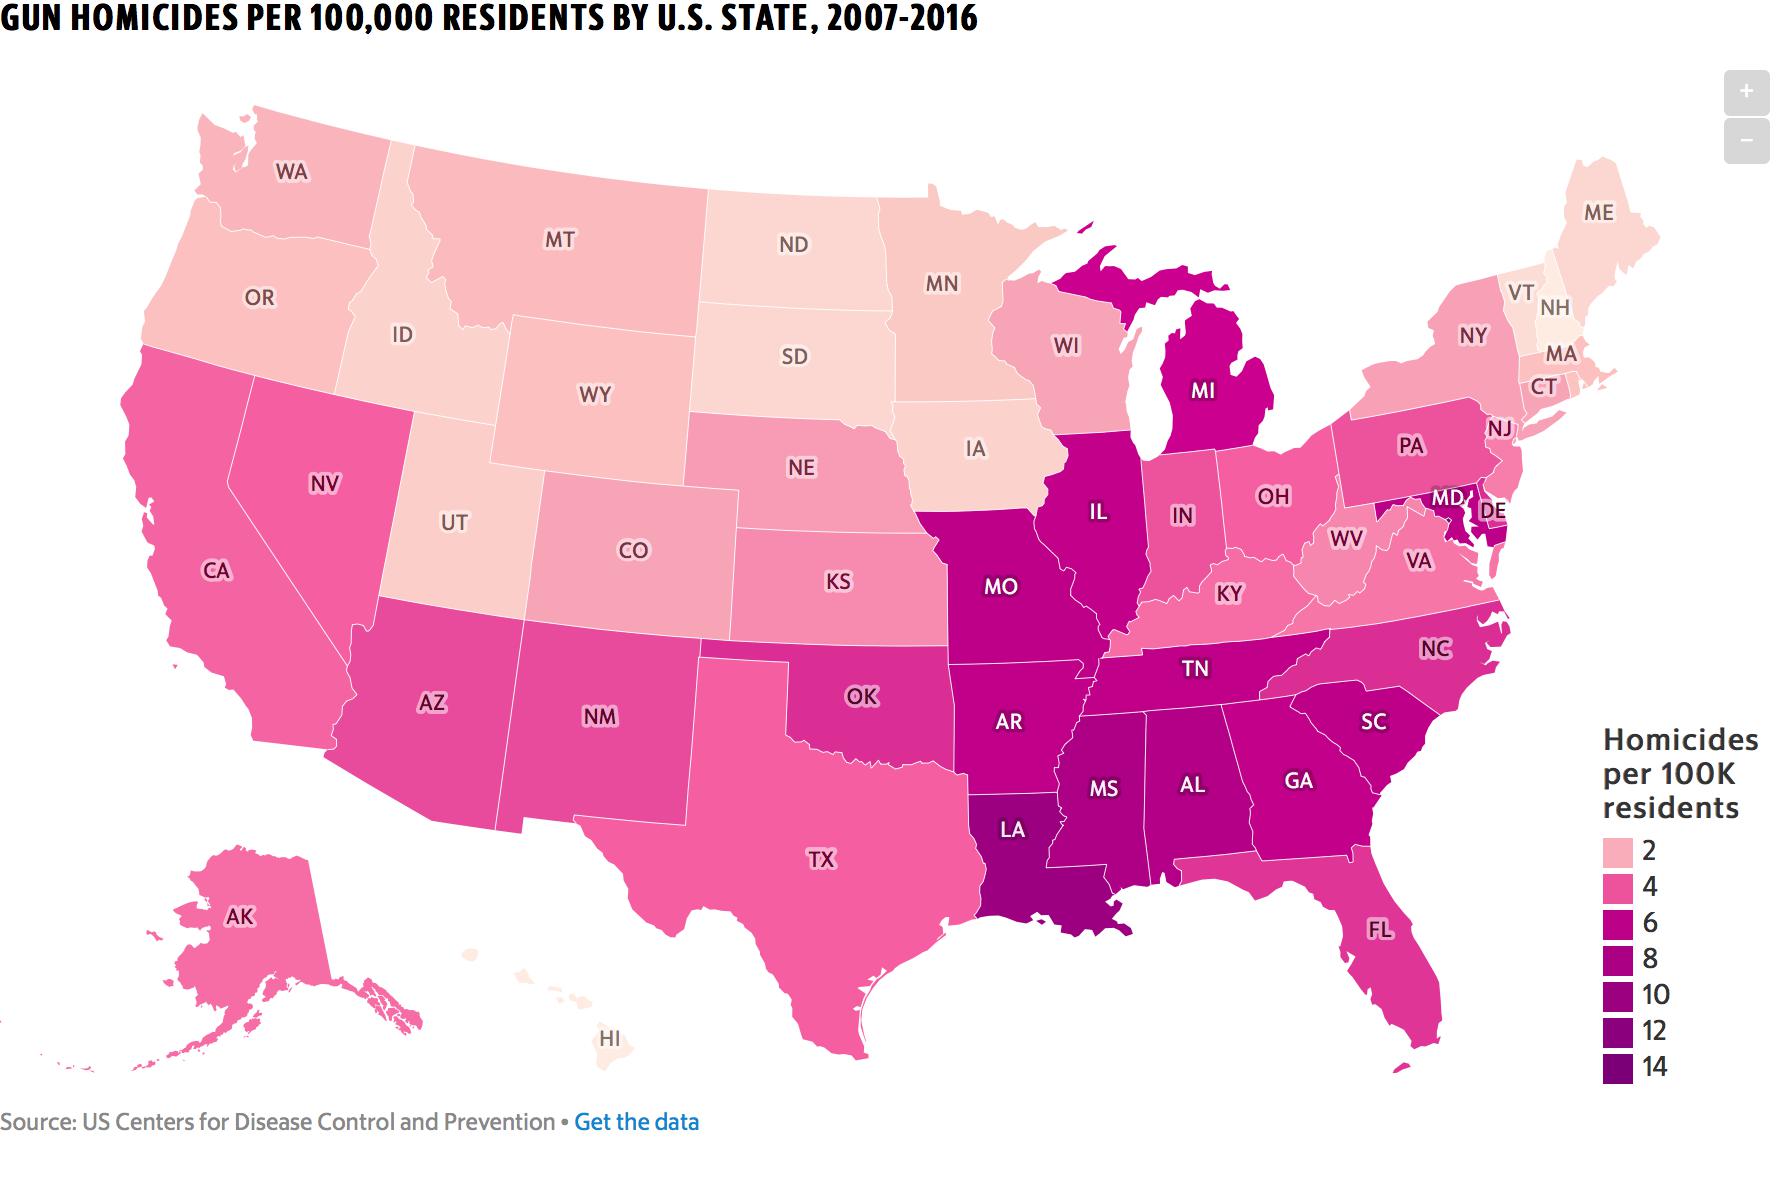 GUN HOMICIDES PER 100,000 RESIDENTS BY U.S. STATE, 2007-2016
+
−
WA
MT
ND
MN
ME
OR
ID
SD
WI
VT
NH
NY
MA
WY
MI
CT
NV
NE
IA
PA
NJ
UT
CO
IL
IN
OH
MD
DE
CA
KS
MO
WV
VA
KY
AZ
NM
OK
AR
TN
NC
SC
MS
AL
GA
LA
TX
FL
AK
HI
Homicides
per 100K
residents
2
4
6
8
10
12
14
Source: US Centers for Disease Control and Prevention • Get the data